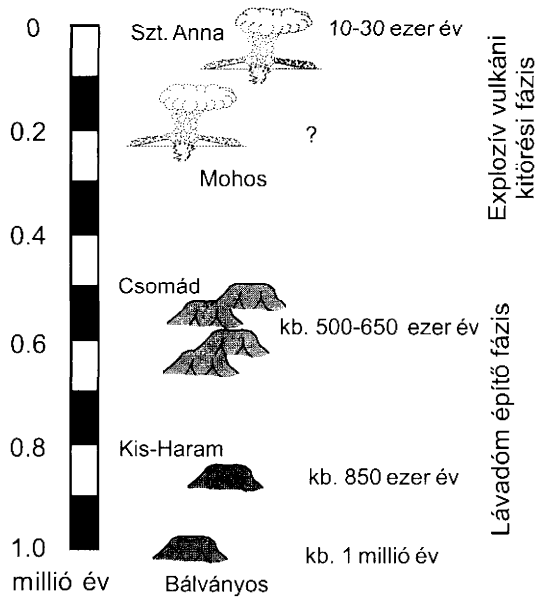 0
Szt. Anna
10-30 ezer év
0.2
?
Mohos
Explozív vulkáni
kitörési fázis
0.4
Csomád
kb. 500-650 ezer év
0.6
0.8
Kis-Haram
kb. 850 ezer év
Lávadóm építő fázis
1.0
kb. 1 millió év
millió év
Bálványos